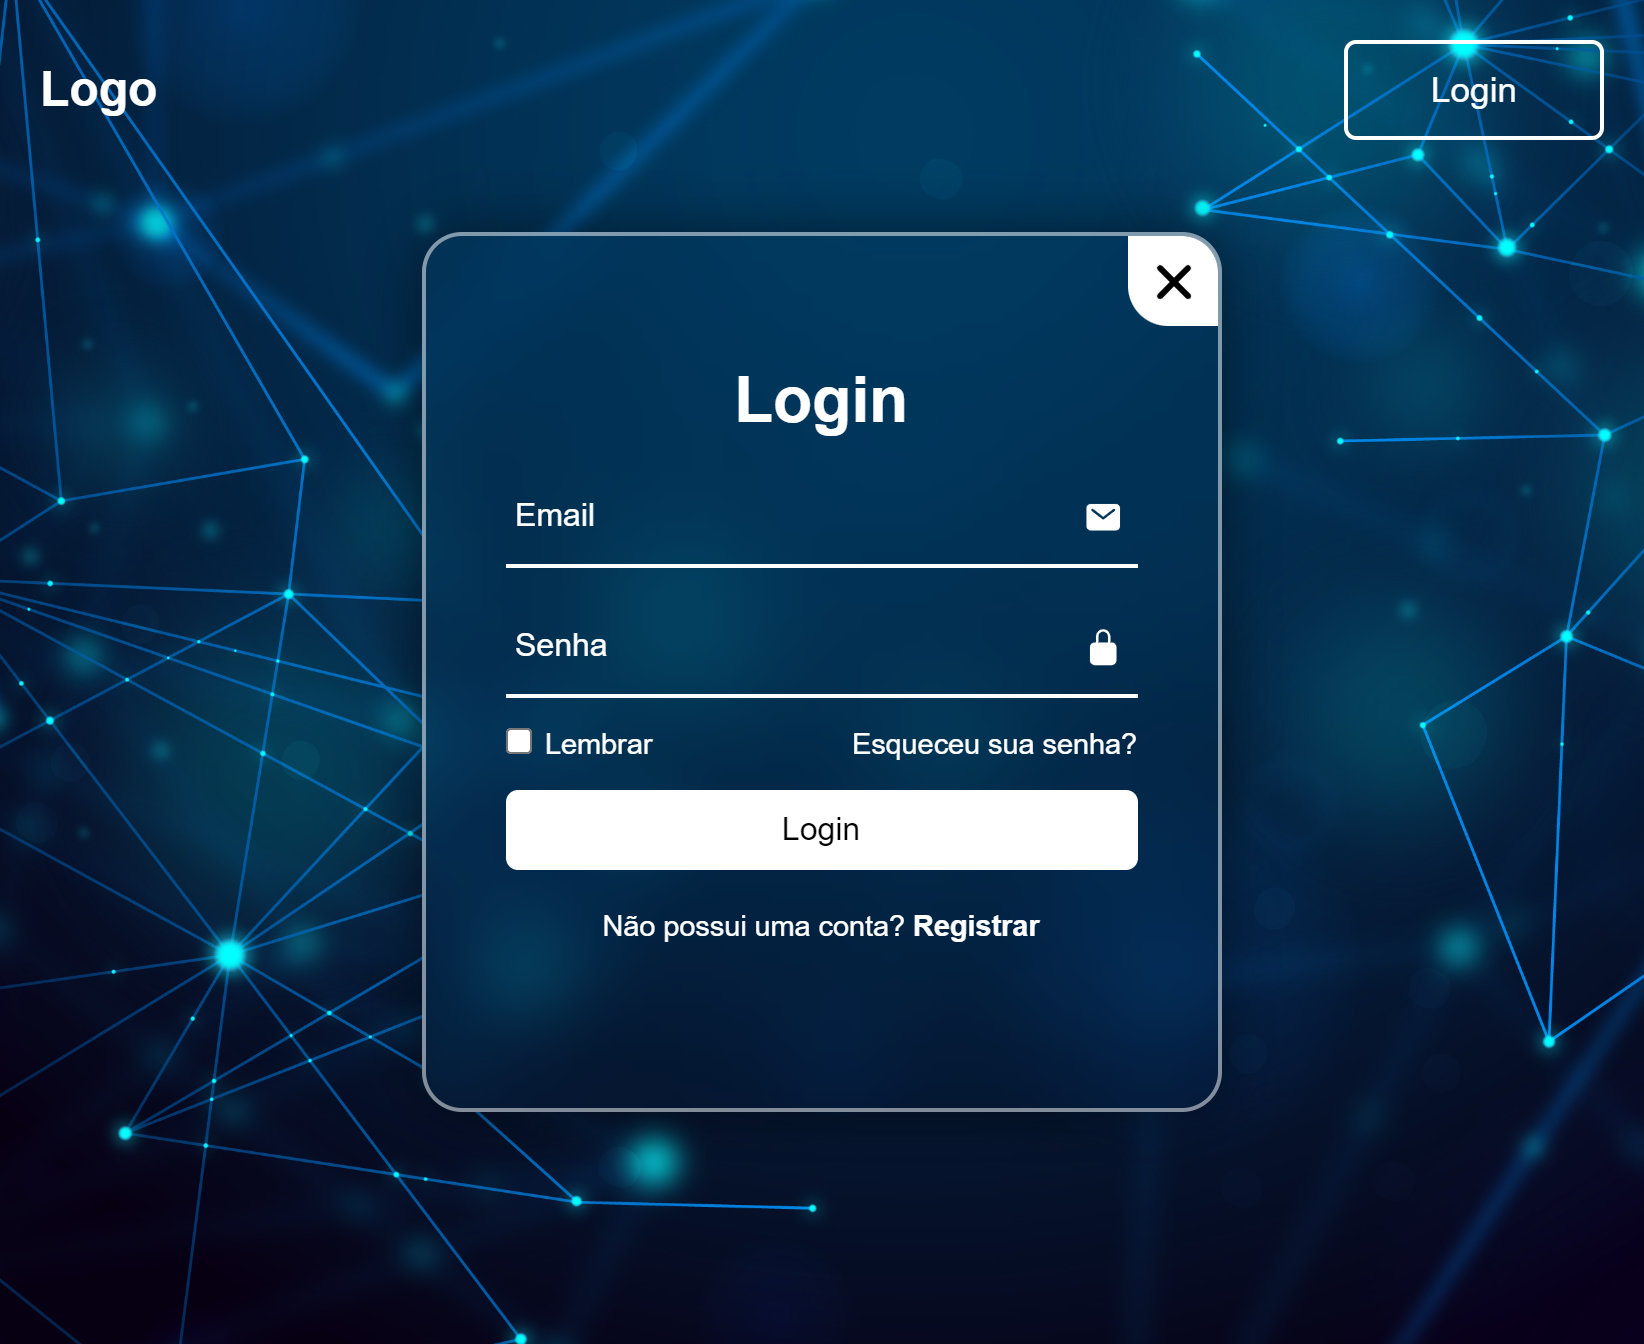 Logo
Login
Login
Email
Senha
Lembrar
Esqueceu sua senha?
Login
Não possui uma conta? Registrar